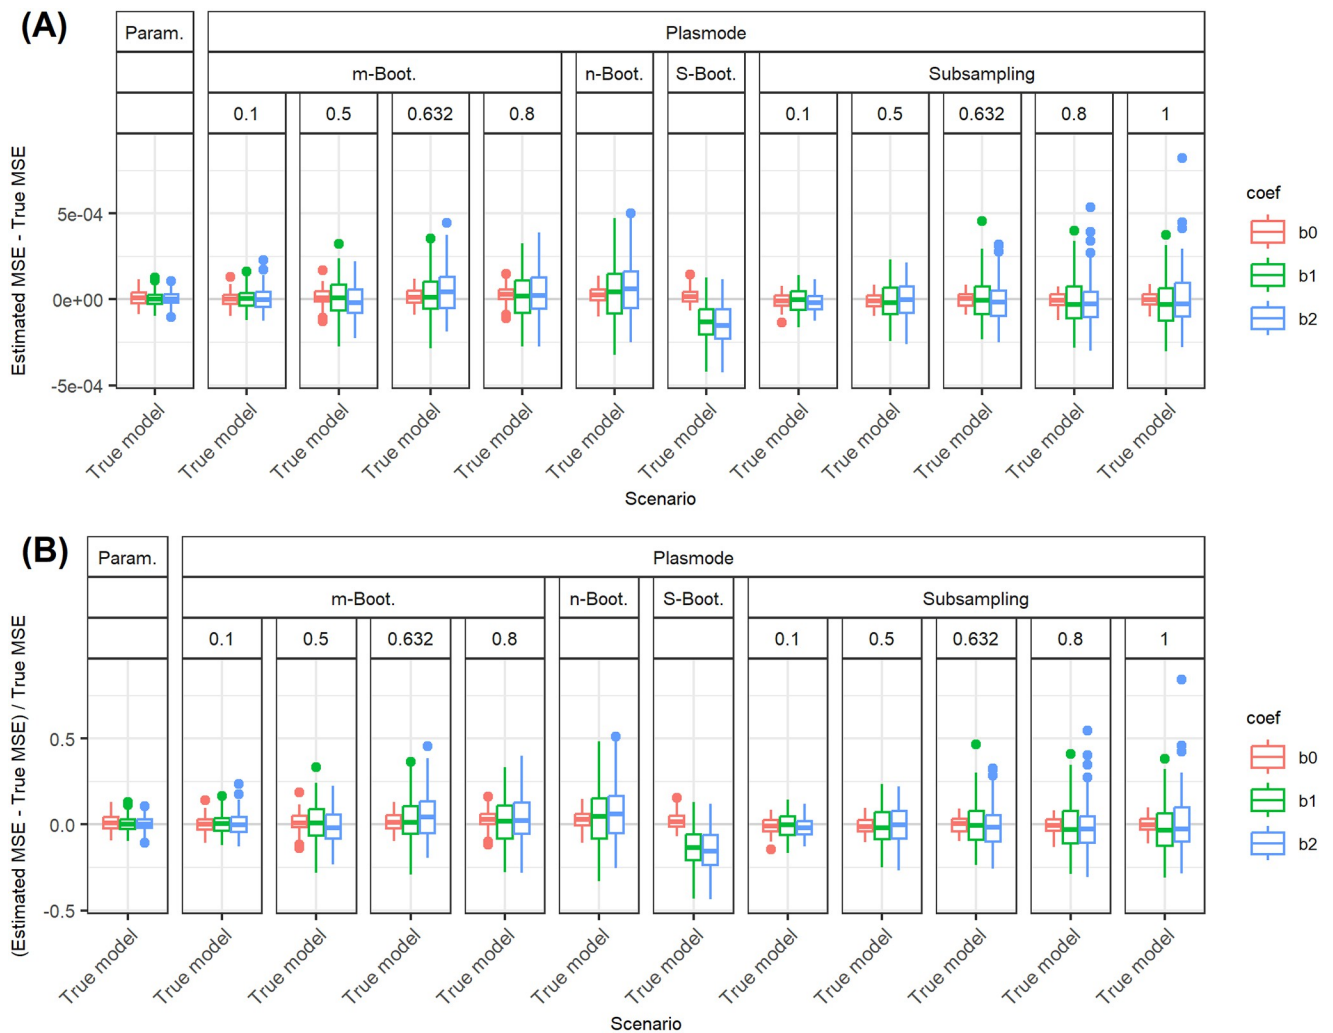 (A)
Param.
Plasmode
m-Boot.
n-Boot.
S-Boot.
Subsampling
0.1
0.5
0.632
0.8
0.1
0.5
0.632
0.8
1
Estimated MSE - True MSE
5e-04
0e+00
-5e-04
True model
True model
True model
True model
True model
True model
True model
True model
True model
True model
True model
True model
Scenario
coef
b0
b1
b2
(B)
Param.
Plasmode
m-Boot.
n-Boot.
S-Boot.
Subsampling
0.1
0.5
0.632
0.8
0.1
0.5
0.632
0.8
1
(Estimated MSE - True MSE) / True MSE
0.5
0.0
-0.5
True model
True model
True model
True model
True model
True model
True model
True model
True model
True model
True model
True model
Scenario
coef
b0
b1
b2